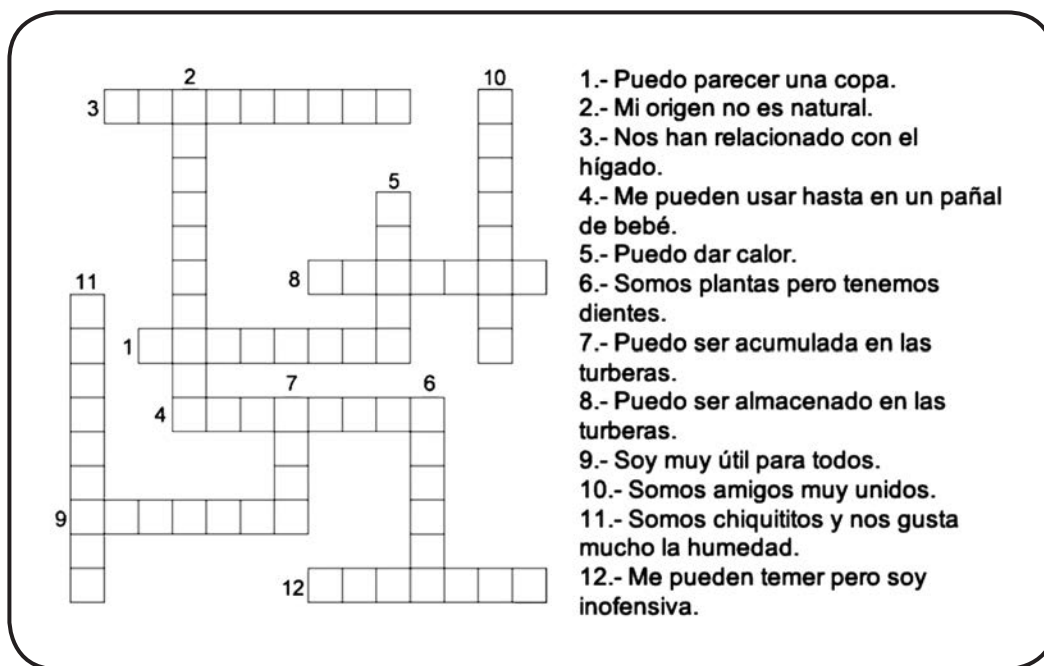 2
10
3
5
11
8
1
7
6
4
9
12
1.- Puedo parecer una copa.
2.- Mi origen no es natural.
3.- Nos han relacionado con el
hígado.
4.- Me pueden usar hasta en un pañal
de bebé.
5.- Puedo dar calor.
6.- Somos plantas pero tenemos
dientes.
7.- Puedo ser acumulada en las
turberas.
8.- Puedo ser almacenado en las
turberas.
9.- Soy muy útil para todos.
10.- Somos amigos muy unidos.
11.- Somos chiquititos y nos gusta
mucho la humedad.
12.- Me pueden temer pero soy
inofensiva.